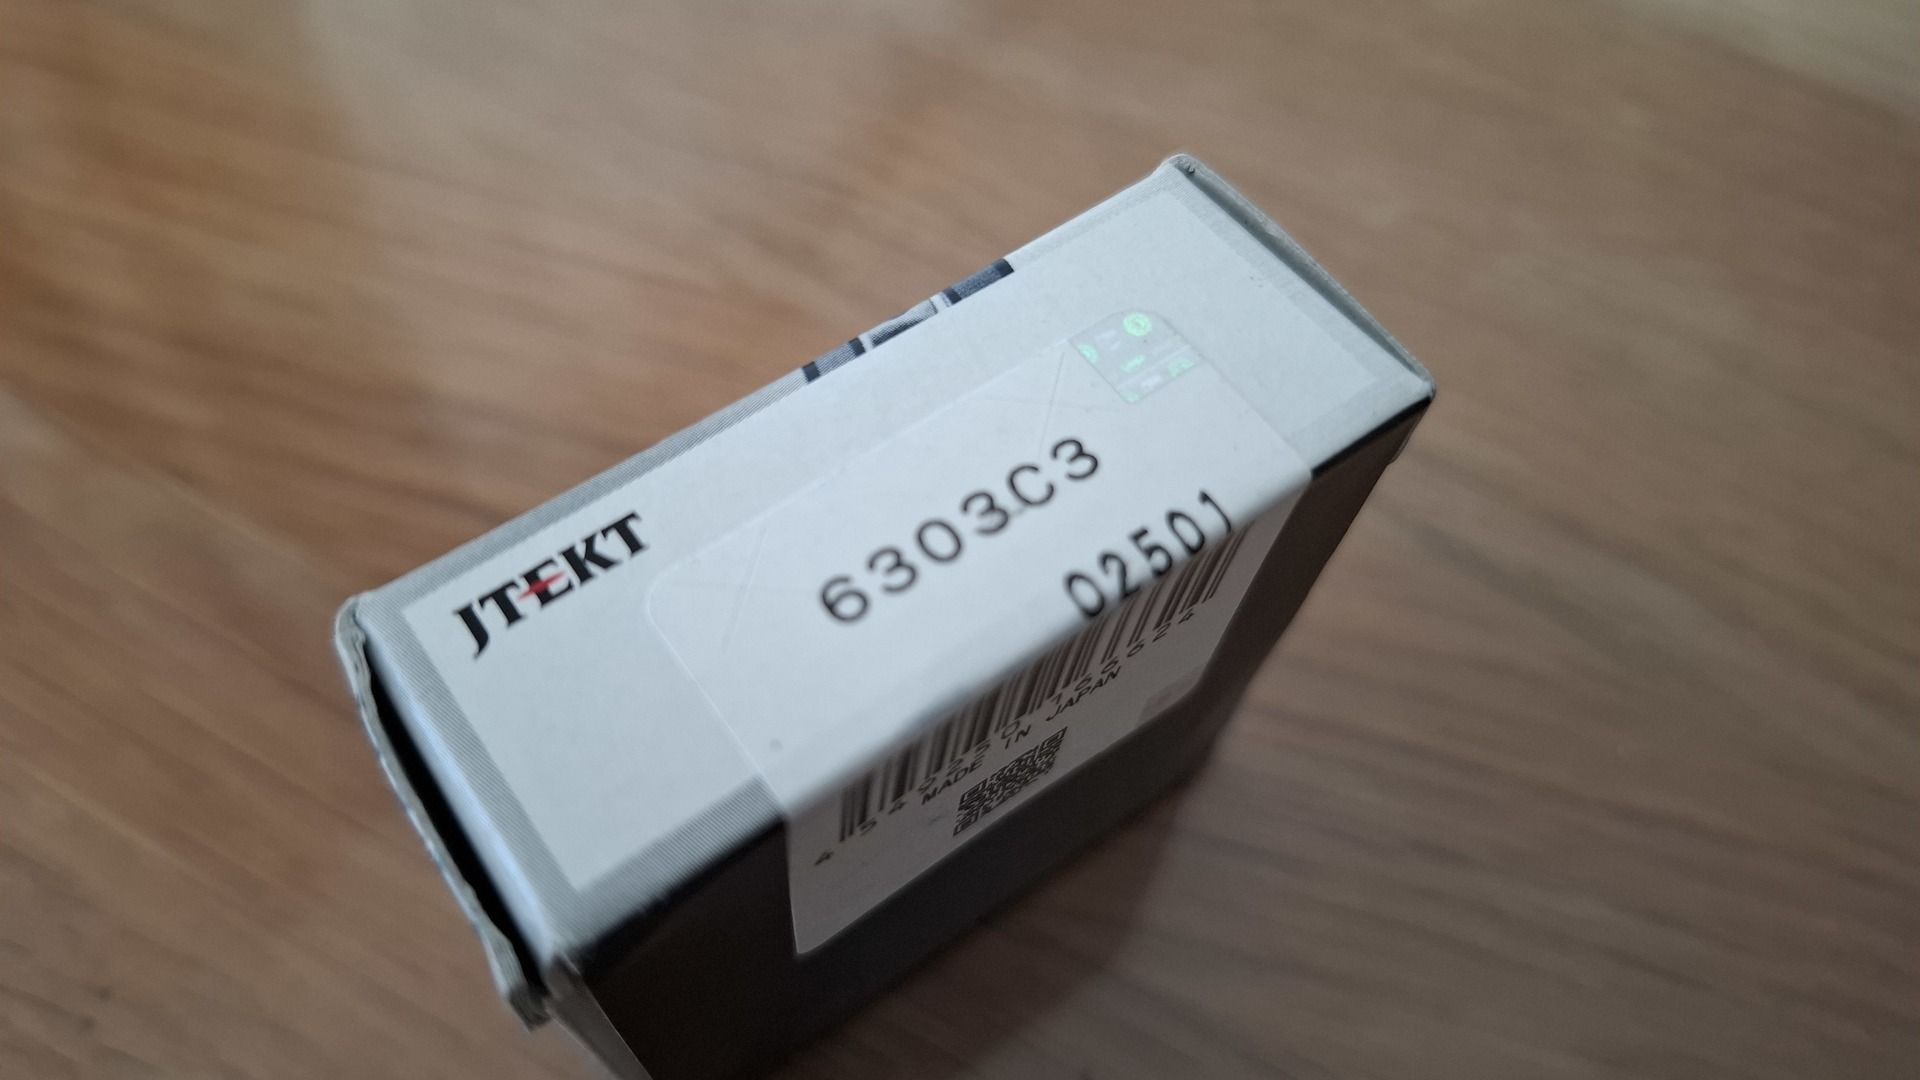 JTEKT
6303C3
02501
MADE IN JAPAN